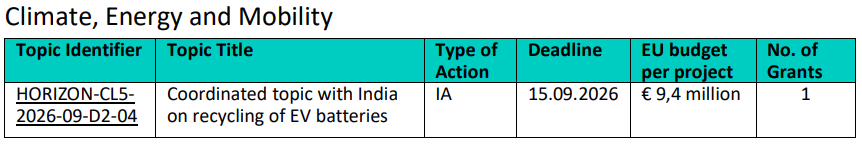 Climate, Energy and Mobility
Topic Identifier Topic Title Type of Action Deadline EU budget per project No. of Grants
HORIZON-CL5-2026-09-D2-04 Coordinated topic with India on recycling of EV batteries IA 15.09.2026 € 9,4 million 1